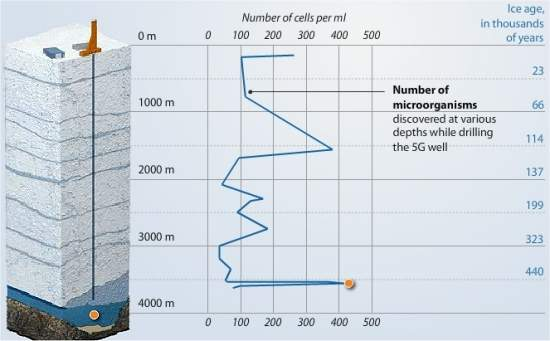 Number of cells per ml
0 100 200 300 400 500
Ice age,
in thousands
of years
0 m
23
1000 m
66
Number of
microorganisms
discovered at various
depths while drilling
the 5G well
114
2000 m
137
199
3000 m
323
440
4000 m
0 100 200 300 400 500